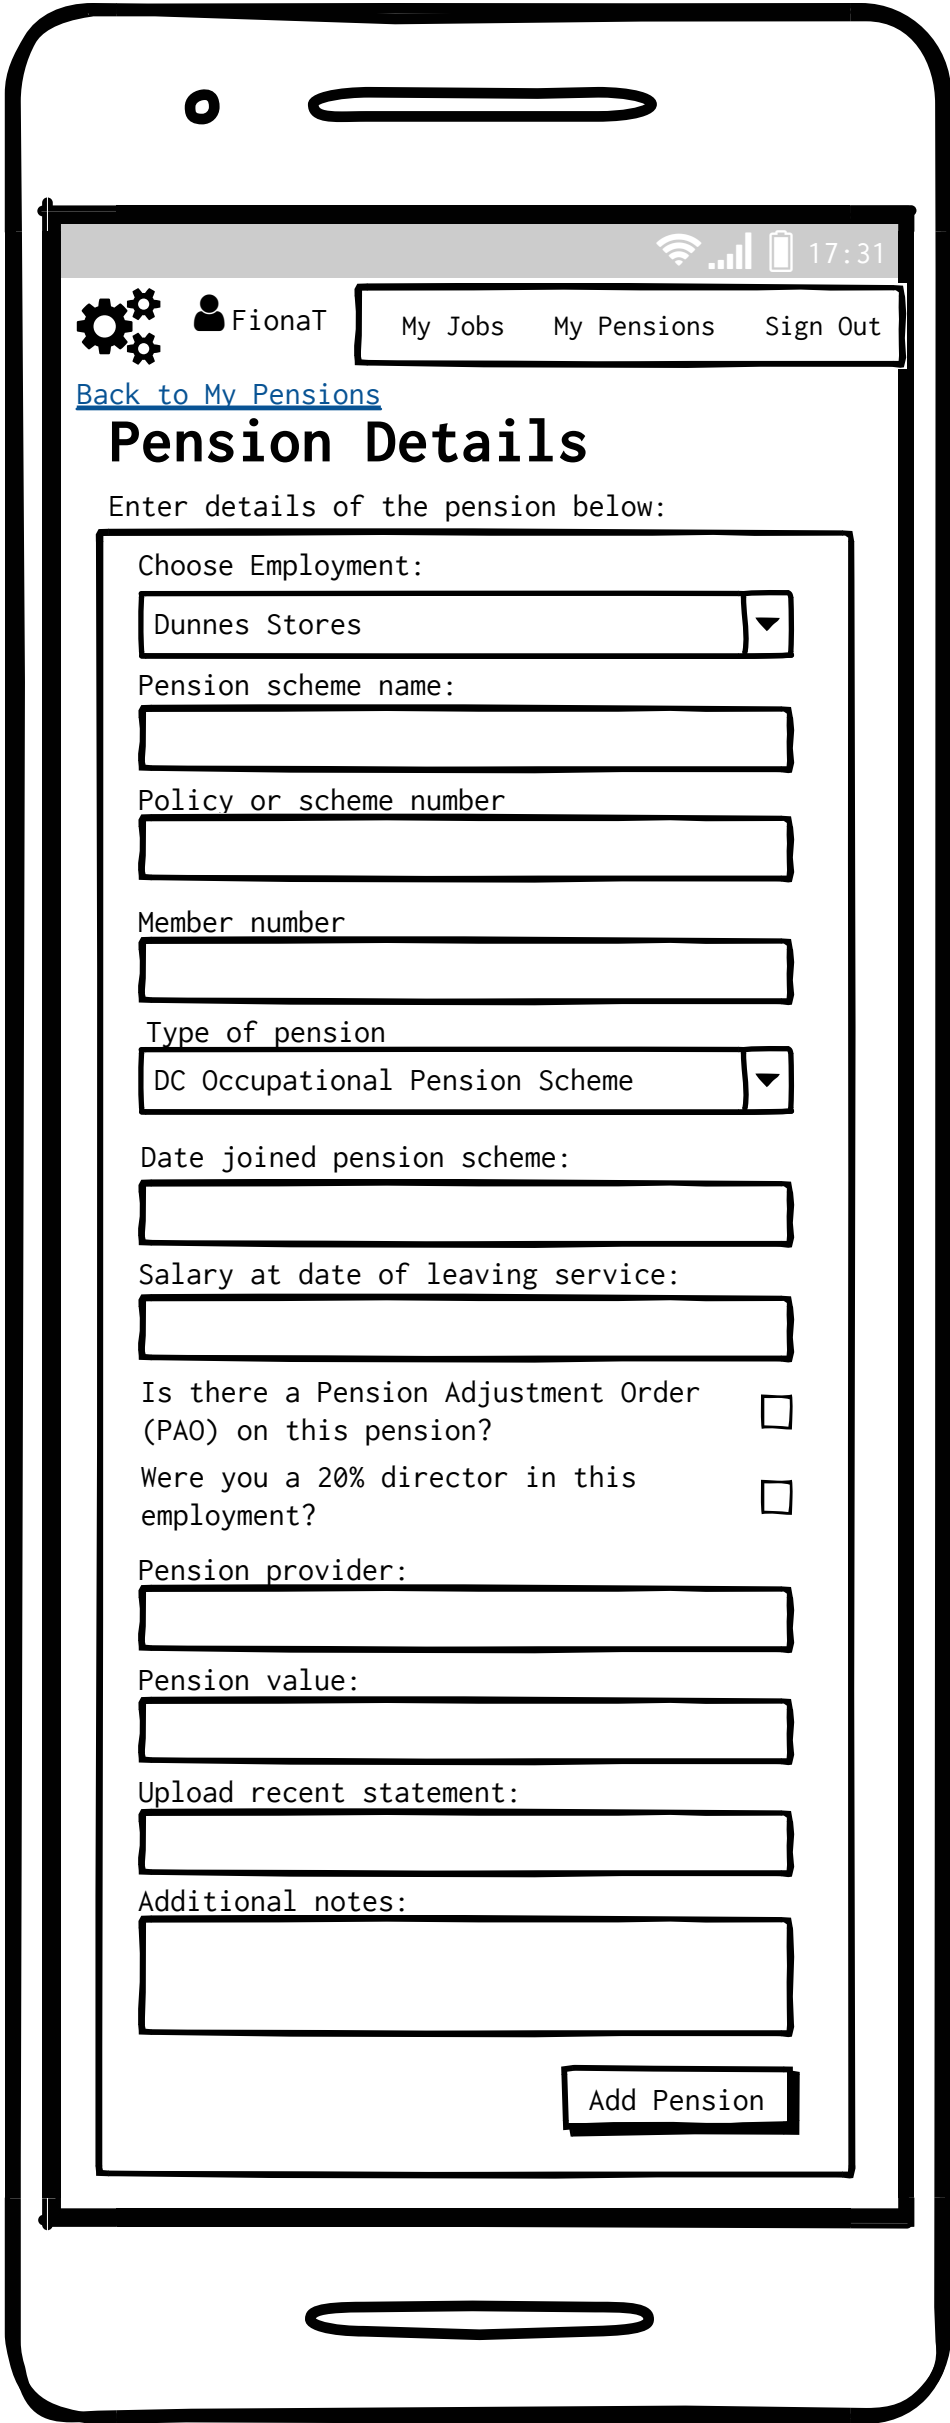 17:31
FionaT
My Jobs My Pensions Sign Out
Back to My Pensions
Pension Details
Enter details of the pension below:
Choose Employment:
Dunnes Stores
Pension scheme name:
Policy or scheme number
Member number
Type of pension
DC Occupational Pension Scheme
Date joined pension scheme:
Salary at date of leaving service:
Is there a Pension Adjustment Order
(PAO) on this pension?
Were you a 20% director in this
employment?
Pension provider:
Pension value:
Upload recent statement:
Additional notes:
Add Pension